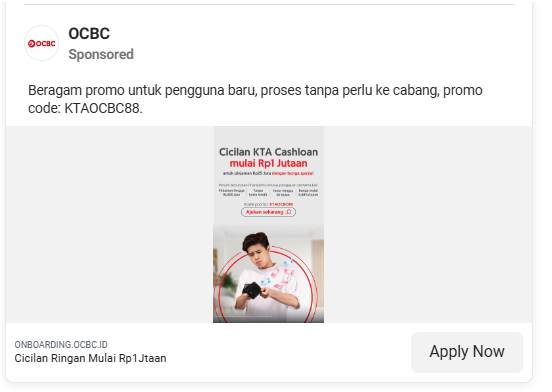 OCBC
OCBC
Sponsored
Beragam promo untuk pengguna baru, proses tanpa perlu ke cabang, promo
code: KTAOCBC88.
Cicilan KTA Cashloan
mulai Rp1 Jutaan
untuk pinjaman Rp25 Juta dengan bunga spesial
Kode promo: KTAOCBC88
Ajukan sekarang
ONBOARDING.OCBC.ID
Cicilan Ringan Mulai Rp1Jtaan
Apply Now